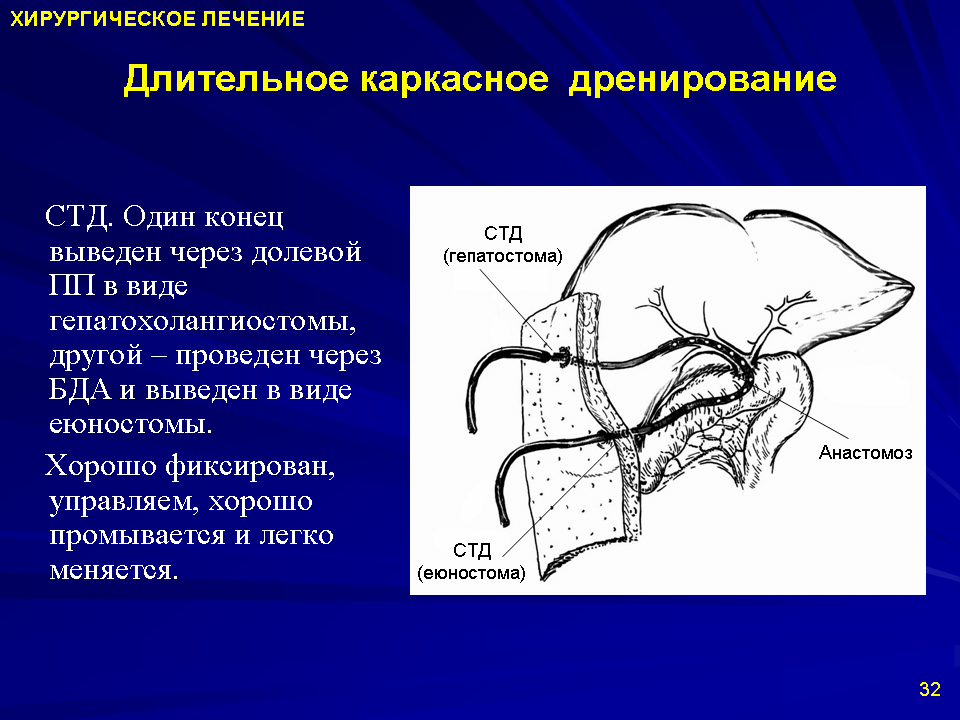 ХИРУРГИЧЕСКОЕ ЛЕЧЕНИЕ
Длительное каркасное дренирование
СТД. Один конец
выведен через долевой
ПП в виде
гепатохолангиостомы,
другой – проведен через
БДА и выведен в виде
еюностомы.
Хорошо фиксирован,
управляем, хорошо
промывается и легко
меняется.
СТД
(гепатостома)
Анастомоз
СТД
(еюностома)
32